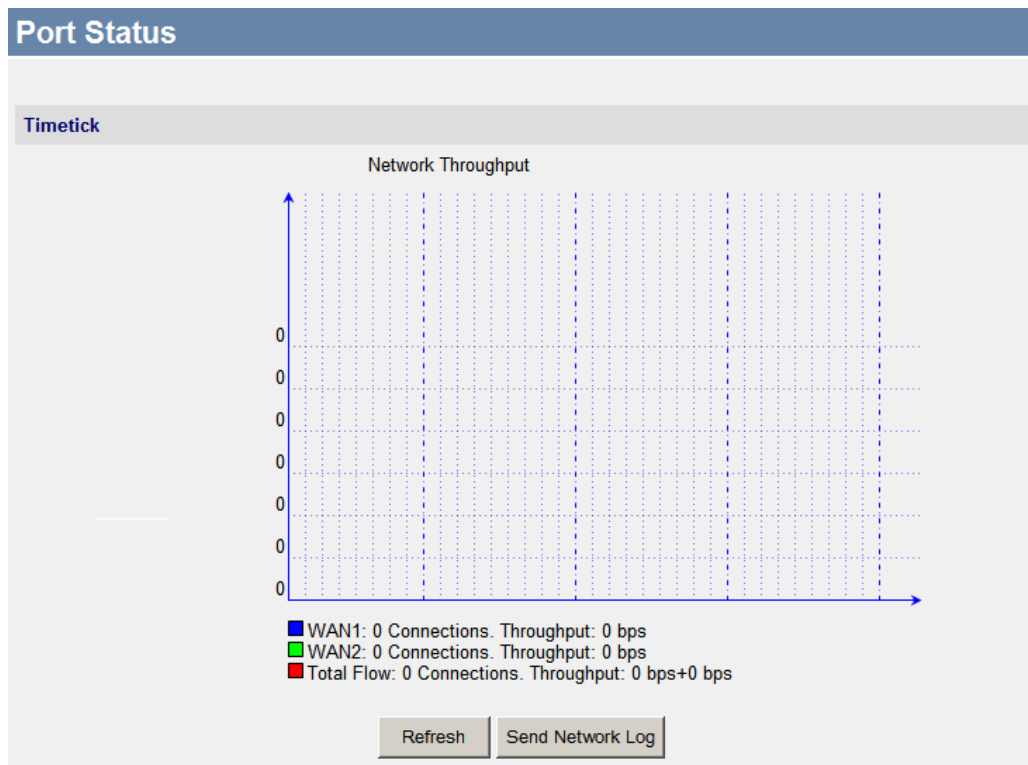 Port Status
Timetick
Network Throughput
0
0
0
0
0
0
0
WAN1: 0 Connections. Throughput: 0 bps
WAN2: 0 Connections. Throughput: 0 bps
Total Flow: 0 Connections. Throughput: 0 bps+0 bps
Refresh Send Network Log